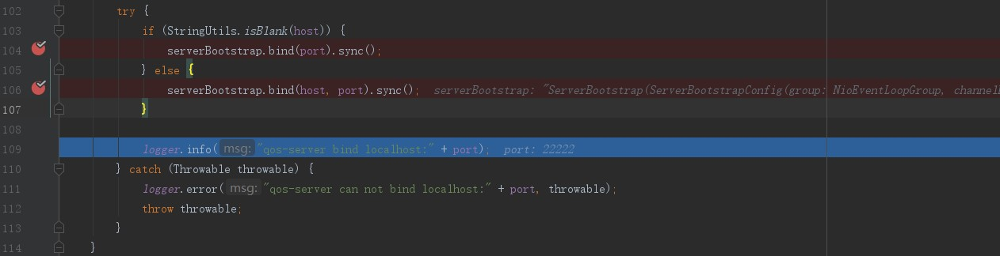 102 try {
103 if (StringUtils.isBlank(host)) {
104 serverBootstrap.bind(port).sync();
105 } else {
106 serverBootstrap.bind(host, port).sync(); serverBootstrap: "ServerBootstrap(ServerBootstrapConfig(group: NioEventLoopGroup, channel
107 }
108
109 logger.info( msg: "qos-server bind localhost:" + port); port: 22222
110 } catch (Throwable throwable) {
111 logger.error( msg: "qos-server can not bind localhost:" + port, throwable);
112 throw throwable;
113 }
114 }